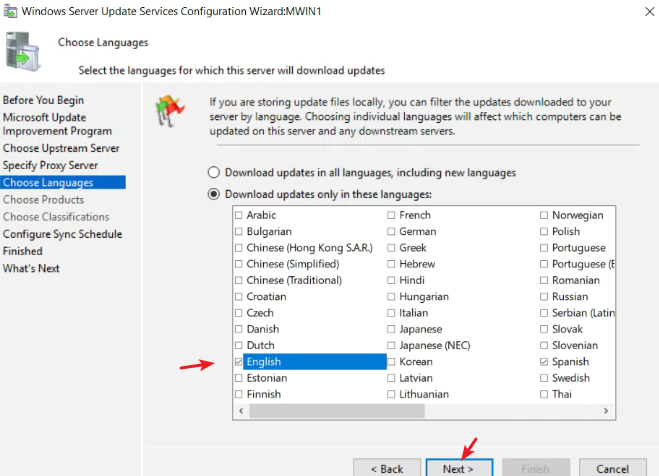 Windows Server Update Services Configuration Wizard:MWIN1
Choose Languages
Select the languages for which this server will download updates
Before You Begin
Microsoft Update
Improvement Program
Choose Upstream Server
Specify Proxy Server
Choose Languages
Choose Products
Choose Classifications
Configure Sync Schedule
Finished
What's Next
If you are storing update files locally, you can filter the updates downloaded to your
server by language. Choosing individual languages will affect which computers can be
updated on this server and any downstream servers.
Download updates in all languages, including new languages
Download updates only in these languages:
Arabic
Bulgarian
Chinese (Hong Kong S.A.R.)
Chinese (Simplified)
Chinese (Traditional)
Croatian
Czech
Danish
Dutch
English
Estonian
Finnish
French
German
Greek
Hebrew
Hindi
Hungarian
Italian
Japanese
Japanese (NEC)
Korean
Latvian
Lithuanian
Norwegian
Polish
Portuguese
Portuguese (B
Romanian
Russian
Serbian (Latin
Slovak
Slovenian
Spanish
Swedish
Thai
< Back
Next >
Finish
Cancel